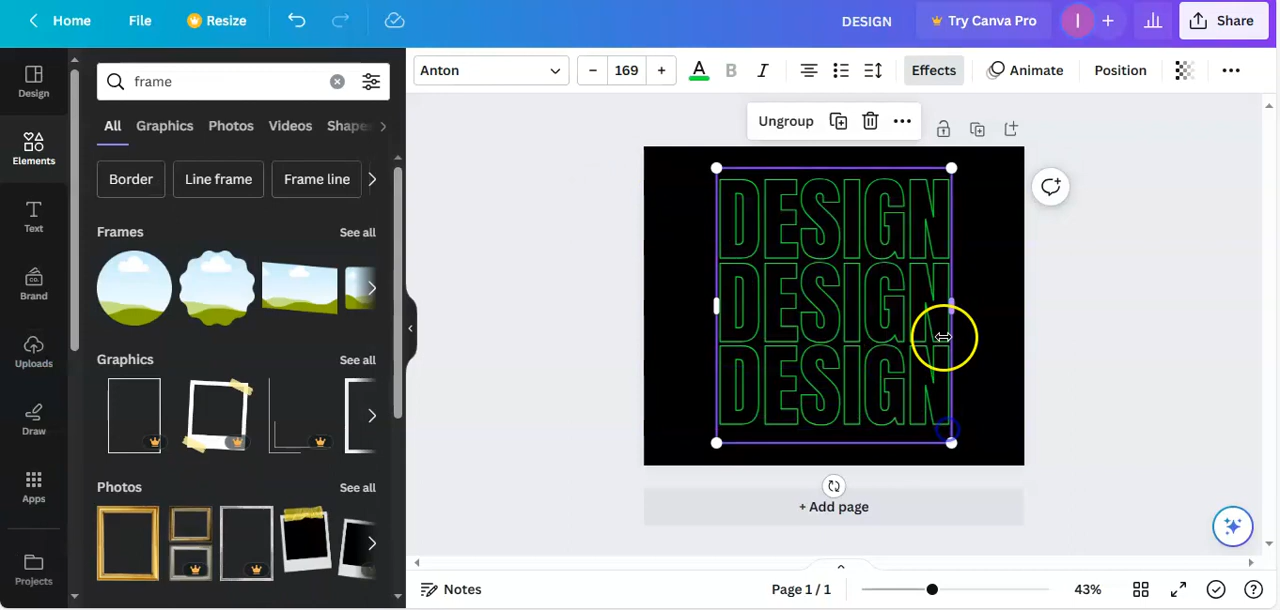 Home File Resize DESIGN Try Canva Pro I Share
frame
Anton 169 A B I Effects Animate Position
All Graphics Photos Videos Shape
Ungroup
Border Line frame Frame line
Frames See all
Graphics See all
Photos See all
Design
Elements
Text
Brand
Uploads
Draw
Apps
Projects
DESIGN
DESIGN
DESIGN
+ Add page
Notes Page 1 / 1 43%